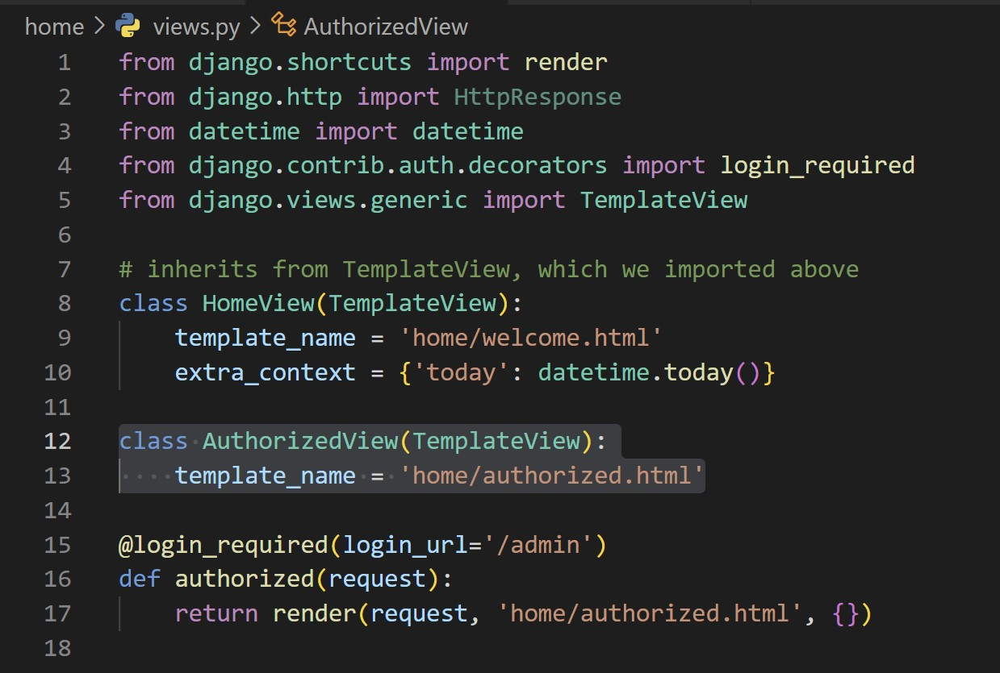 home > views.py > AuthorizedView
1 from django.shortcuts import render
2 from django.http import HttpResponse
3 from datetime import datetime
4 from django.contrib.auth.decorators import login_required
5 from django.views.generic import TemplateView
6
7 # inherits from TemplateView, which we imported above
8 class HomeView(TemplateView):
9     template_name = 'home/welcome.html'
10     extra_context = {'today': datetime.today()}
11
12 class AuthorizedView(TemplateView):
13     template_name = 'home/authorized.html'
14
15 @login_required(login_url='/admin')
16 def authorized(request):
17     return render(request, 'home/authorized.html', {})
18